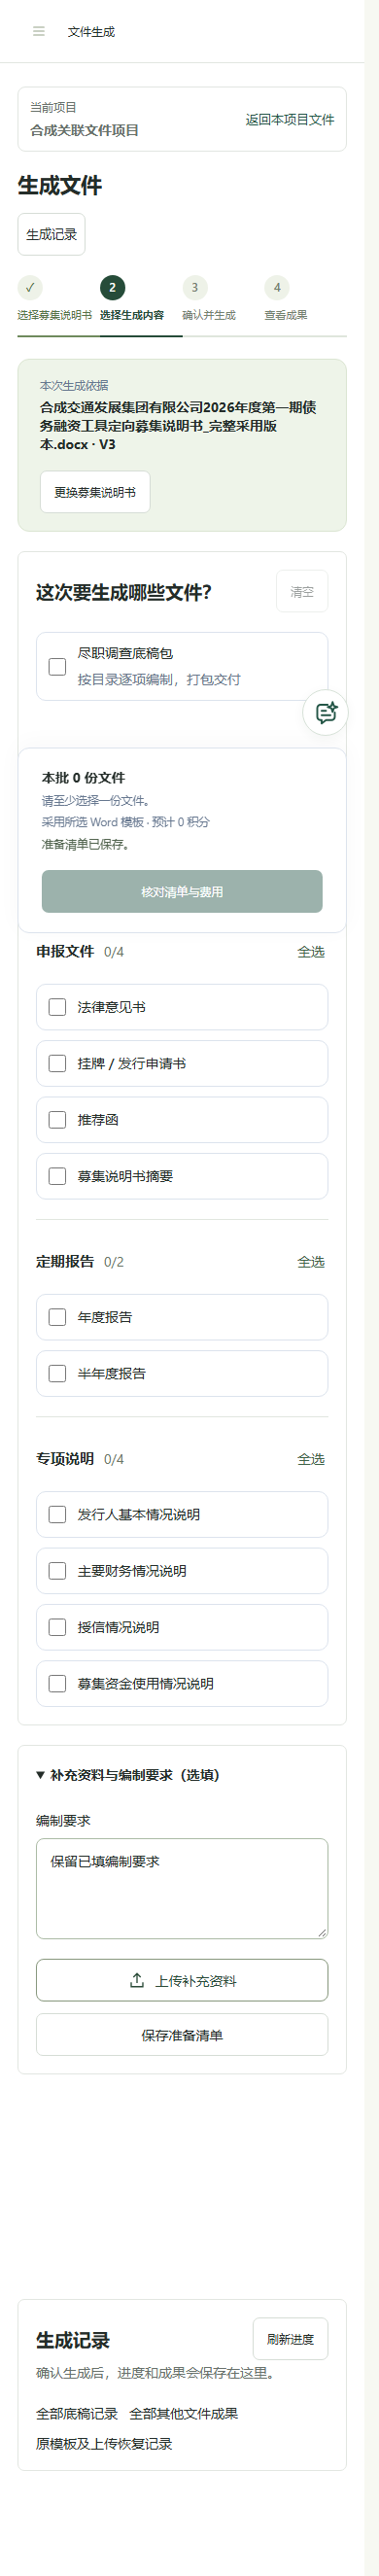 文件生成
当前项目
合成关联文件项目
返回本项目文件
生成文件
生成记录
✓
选择募集说明书
2
选择生成内容
3
确认并生成
4
查看成果
本次生成依据
合成交通发展集团有限公司2026年度第一期债
务融资工具定向募集说明书_完整采用版
本.docx · V3
更换募集说明书
这次要生成哪些文件？
清空
尽职调查底稿包
按目录逐项编制，打包交付
本批 0 份文件
请至少选择一份文件。
采用所选 Word 模板 · 预计 0 积分
准备清单已保存。
核对清单与费用
申报文件 0/4
全选
法律意见书
挂牌 / 发行申请书
推荐函
募集说明书摘要
定期报告 0/2
全选
年度报告
半年度报告
专项说明 0/4
全选
发行人基本情况说明
主要财务情况说明
授信情况说明
募集资金使用情况说明
▼ 补充资料与编制要求（选填）
编制要求
保留已填编制要求
上传补充资料
保存准备清单
生成记录
刷新进度
确认生成后，进度和成果会保存在这里。
全部底稿记录 全部其他文件成果
原模板及上传恢复记录